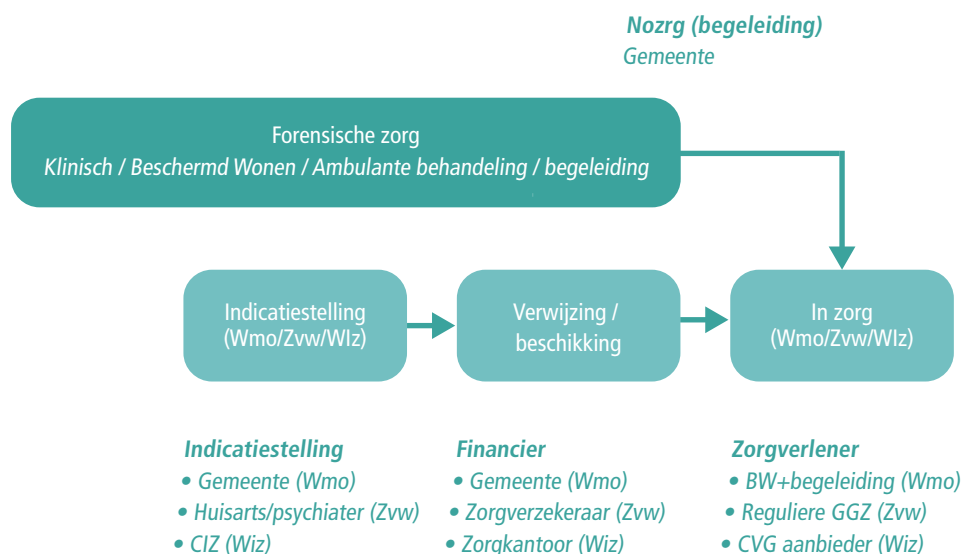 Nozrg (begeleiding)
Gemeente
Forensische zorg
Klinisch / Beschermd Wonen / Ambulante behandeling / begeleiding
Indicatiestelling
(Wmo/Zvw/WIz)
Verwijzing /
beschikking
In zorg
(Wmo/Zvw/WIz)
Indicatiestelling
• Gemeente (Wmo)
• Huisarts/psychiater (Zvw)
• CIZ (Wiz)
Financier
• Gemeente (Wmo)
• Zorgverzekeraar (Zvw)
• Zorgkantoor (Wiz)
Zorgverlener
• BW+begeleiding (Wmo)
• Reguliere GGZ (Zvw)
• CVG aanbieder (Wiz)